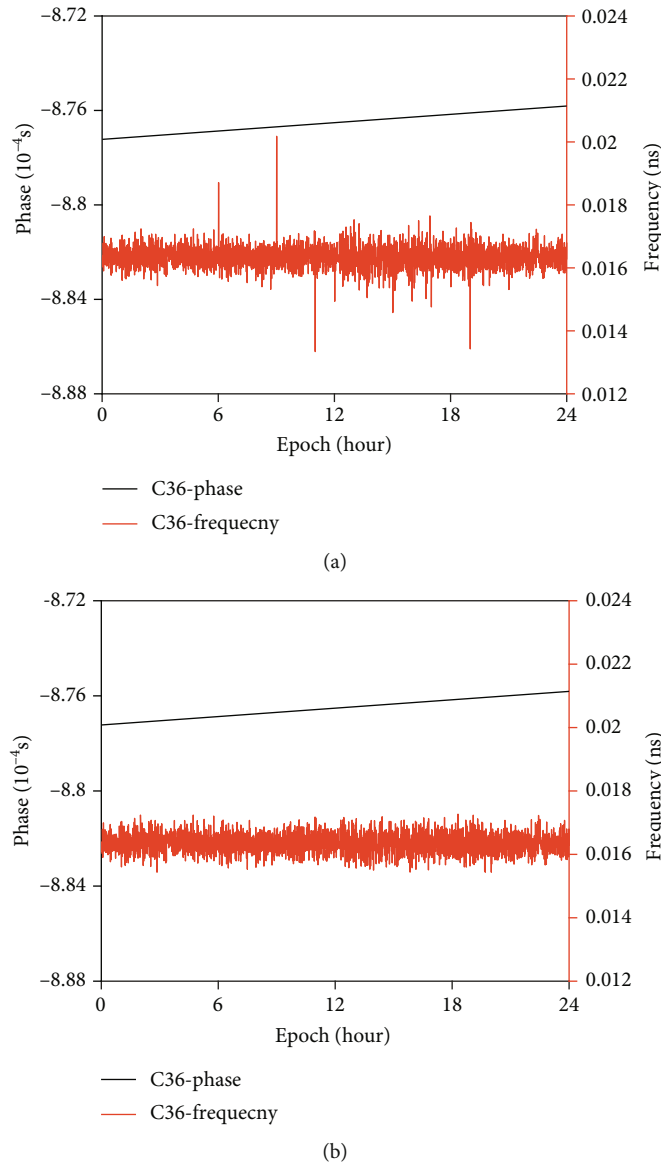 −8.72
−8.76
−8.8
−8.84
−8.88
Phase (10⁻⁴s)
0.024
0.022
0.02
0.018
0.016
0.014
0.012
Frequency (ns)
0
6
12
18
24
Epoch (hour)
C36-phase
C36-frequecny
(a)
-8.72
−8.76
−8.8
−8.84
−8.88
Phase (10⁻⁴s)
0.024
0.022
0.02
0.018
0.016
0.014
0.012
Frequency (ns)
0
6
12
18
24
Epoch (hour)
C36-phase
C36-frequecny
(b)